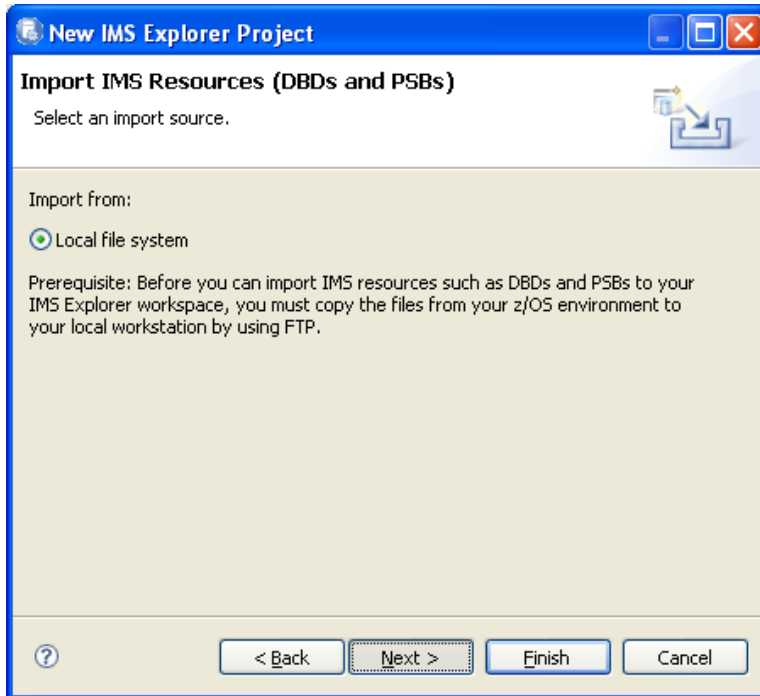 New IMS Explorer Project
Import IMS Resources (DBDs and PSBs)
Select an import source.
Import from:
Local file system
Prerequisite: Before you can import IMS resources such as DBDs and PSBs to your
IMS Explorer workspace, you must copy the files from your z/OS environment to
your local workstation by using FTP.
? < Back Next > Finish Cancel